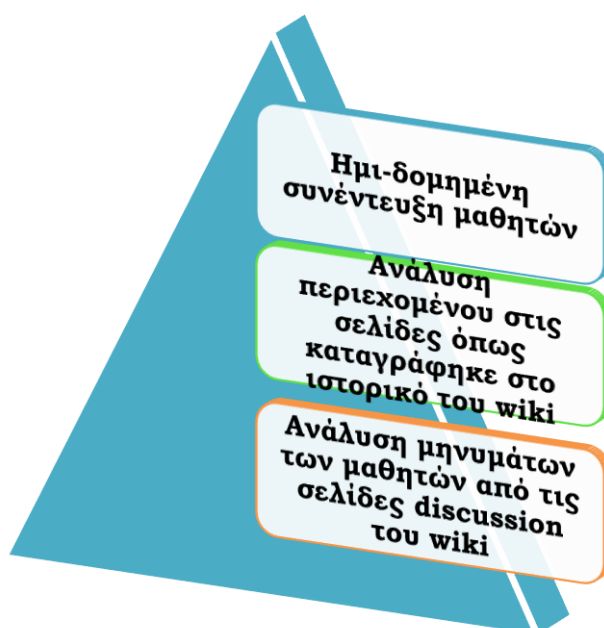 Ημι-δομημένη
συνέντευξη μαθητών
Ανάλυση
περιεχομένου στις
σελίδες όπως
καταγράφηκε στο
ιστορικό του wiki
Ανάλυση μηνυμάτων
των μαθητών από τις
σελίδες discussion
του wiki